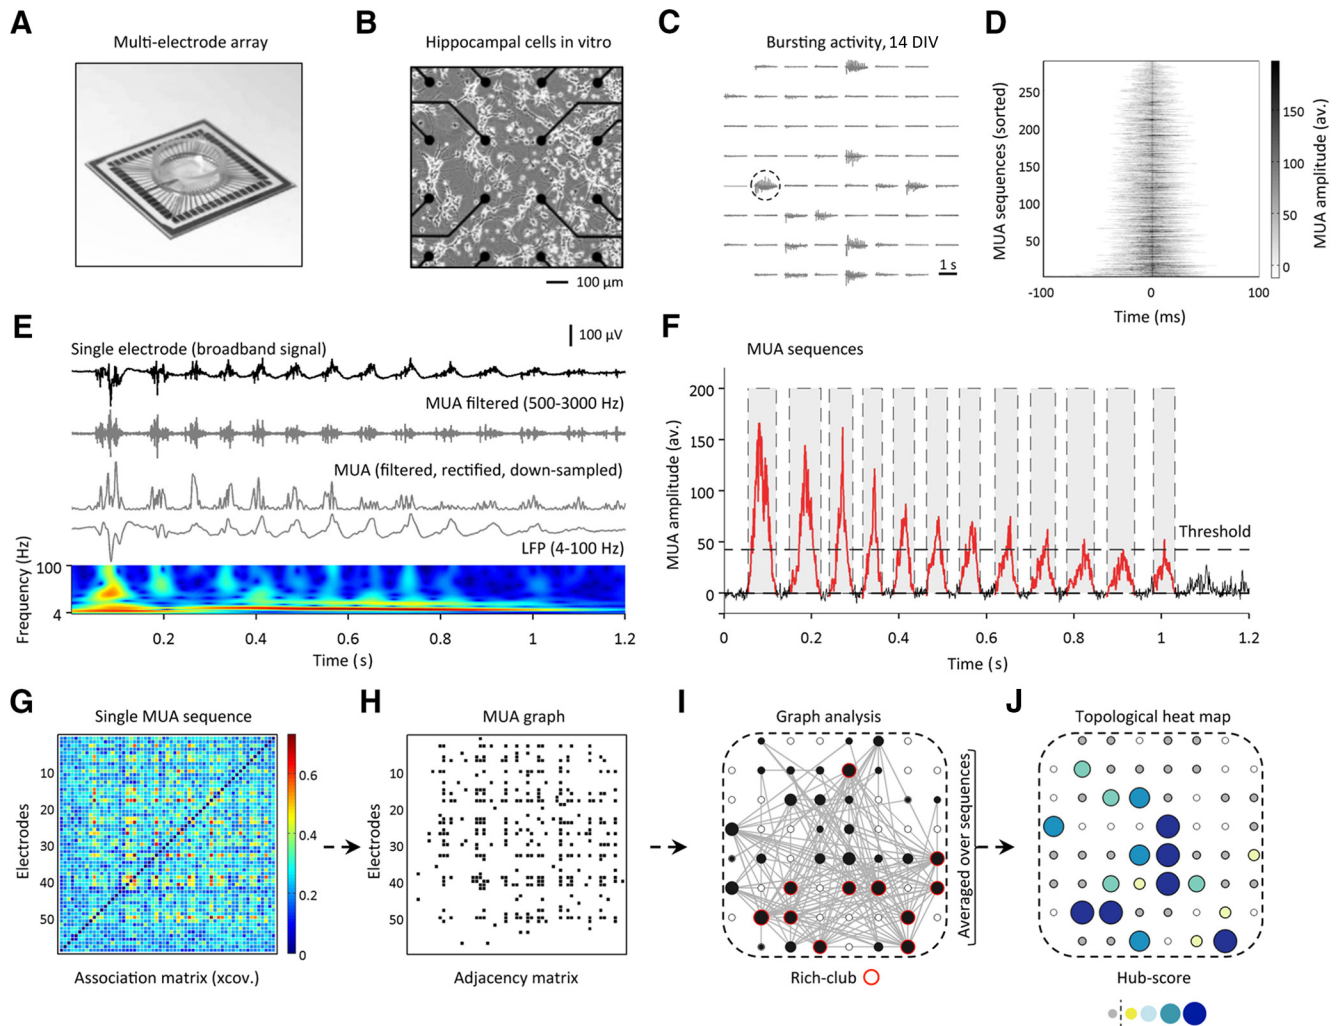 A
Multi-electrode array
B
Hippocampal cells in vitro
100 µm
C
Bursting activity, 14 DIV
1 s
D
MUA sequences (sorted)
250
200
150
100
50
-100
0
100
Time (ms)
150
100
50
0
MUA amplitude (av.)
E
100 µV
Single electrode (broadband signal)
MUA filtered (500-3000 Hz)
MUA (filtered, rectified, down-sampled)
LFP (4-100 Hz)
Frequency (Hz)
100
4
0.2
0.4
0.6
0.8
1
1.2
Time (s)
F
MUA sequences
MUA amplitude (av.)
200
150
100
50
0
Threshold
0
0.2
0.4
0.6
0.8
1
1.2
Time (s)
G
Single MUA sequence
Electrodes
10
20
30
40
50
0.6
0.4
0.2
0
Association matrix (xcov.)
H
MUA graph
Electrodes
10
20
30
40
50
Adjacency matrix
I
Graph analysis
Rich-club
Averaged over sequences
J
Topological heat map
Hub-score